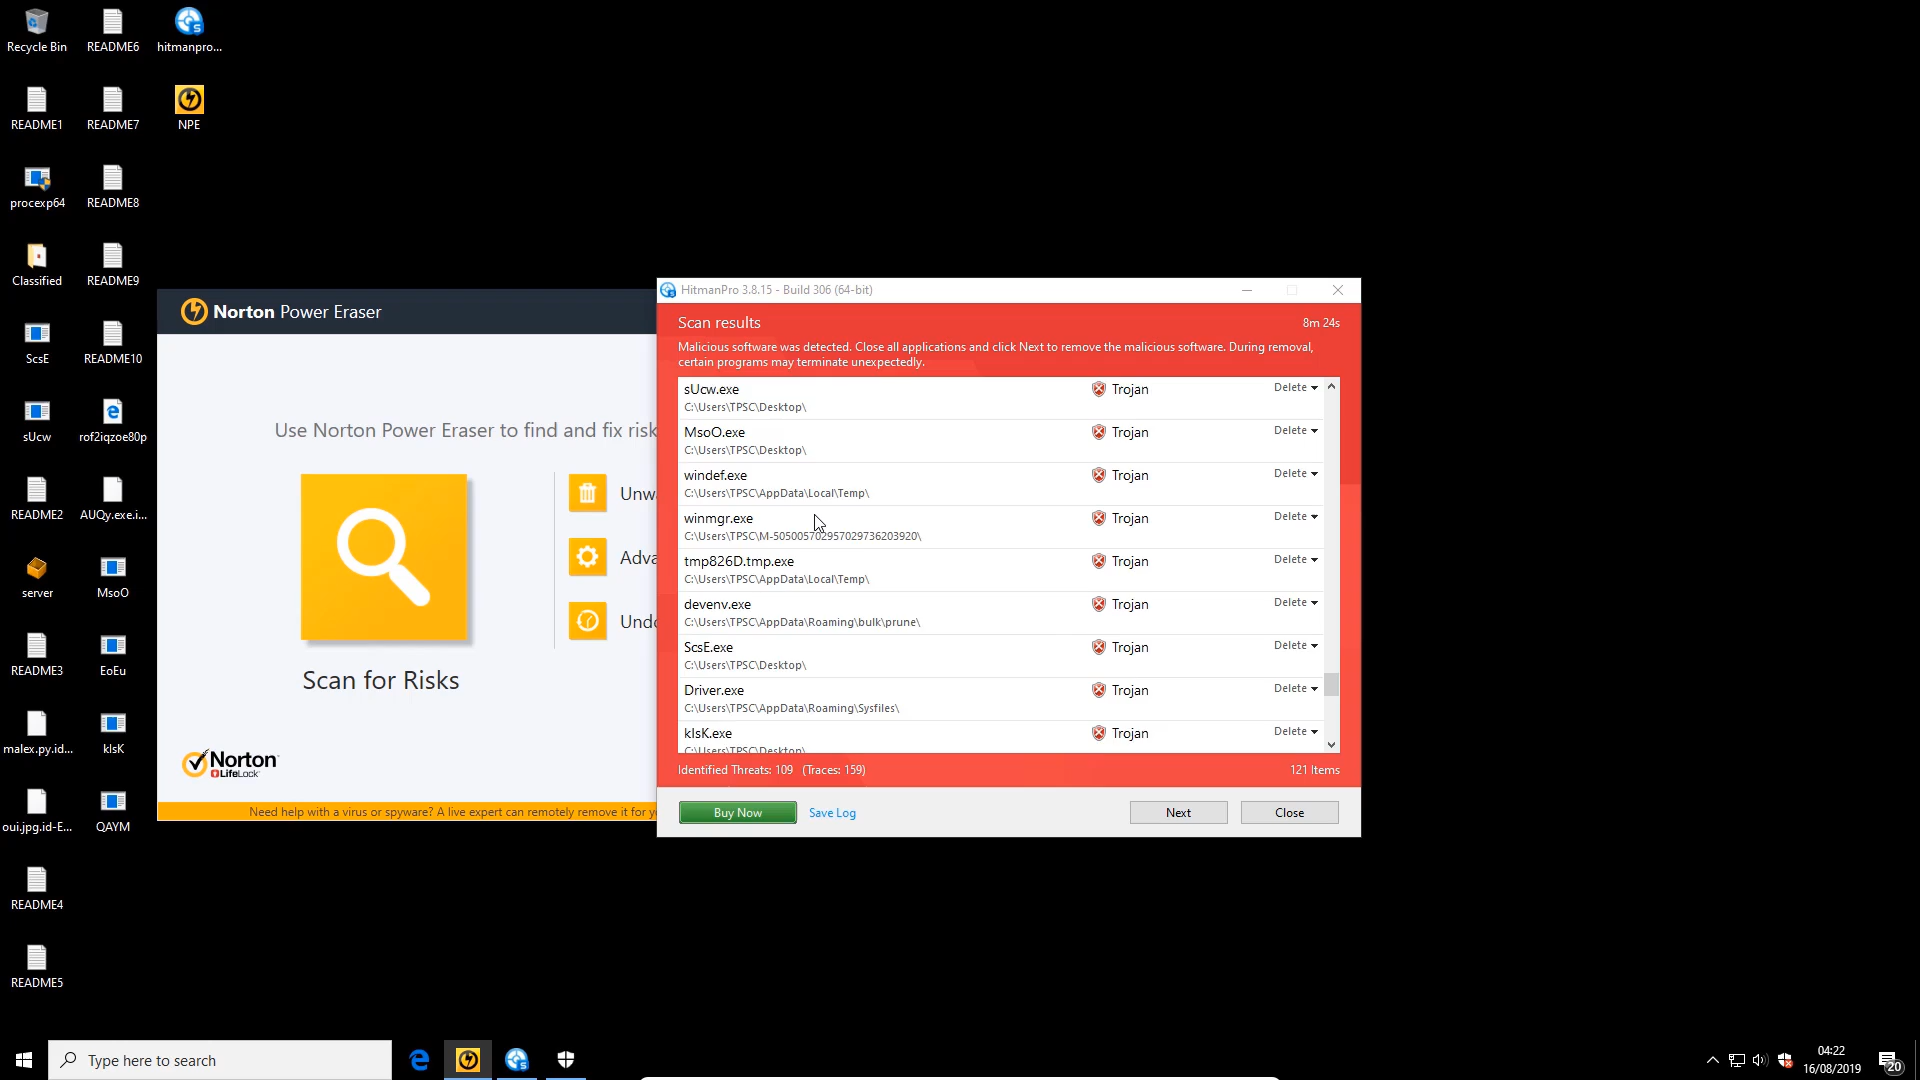 Recycle Bin
README6
hitmanpro...
README1
README7
NPE
procexp64
README8
Classified
README9
ScsE
README10
sUcw
rof2iqzoe80p
README2
AUQy.exe.i...
server
MsoO
README3
EoEu
malex.py.id...
kIsK
oui.jpg.id-E...
QAYM
README4
README5
Norton Power Eraser
Use Norton Power Eraser to find and fix risk
Unw
Adva
Undo
Scan for Risks
Norton
LifeLock
Need help with a virus or spyware? A live expert can remotely remove it for y
HitmanPro 3.8.15 - Build 306 (64-bit)
Scan results
8m 24s
Malicious software was detected. Close all applications and click Next to remove the malicious software. During removal,
certain programs may terminate unexpectedly.
sUcw.exe Trojan Delete
C:\Users\TPSC\Desktop\
MsoO.exe Trojan Delete
C:\Users\TPSC\Desktop\
windef.exe Trojan Delete
C:\Users\TPSC\AppData\Local\Temp\
winmgr.exe Trojan Delete
C:\Users\TPSC\M-505005702957029736203920\
tmp826D.tmp.exe Trojan Delete
C:\Users\TPSC\AppData\Local\Temp\
devenv.exe Trojan Delete
C:\Users\TPSC\AppData\Roaming\bulk\prune\
ScsE.exe Trojan Delete
C:\Users\TPSC\Desktop\
Driver.exe Trojan Delete
C:\Users\TPSC\AppData\Roaming\Sysfiles\
kIsK.exe Trojan Delete
C:\Users\TPSC\Desktop\
Identified Threats: 109 (Traces: 159)
121 Items
Buy Now
Save Log
Next
Close
Type here to search
04:22
16/08/2019
20